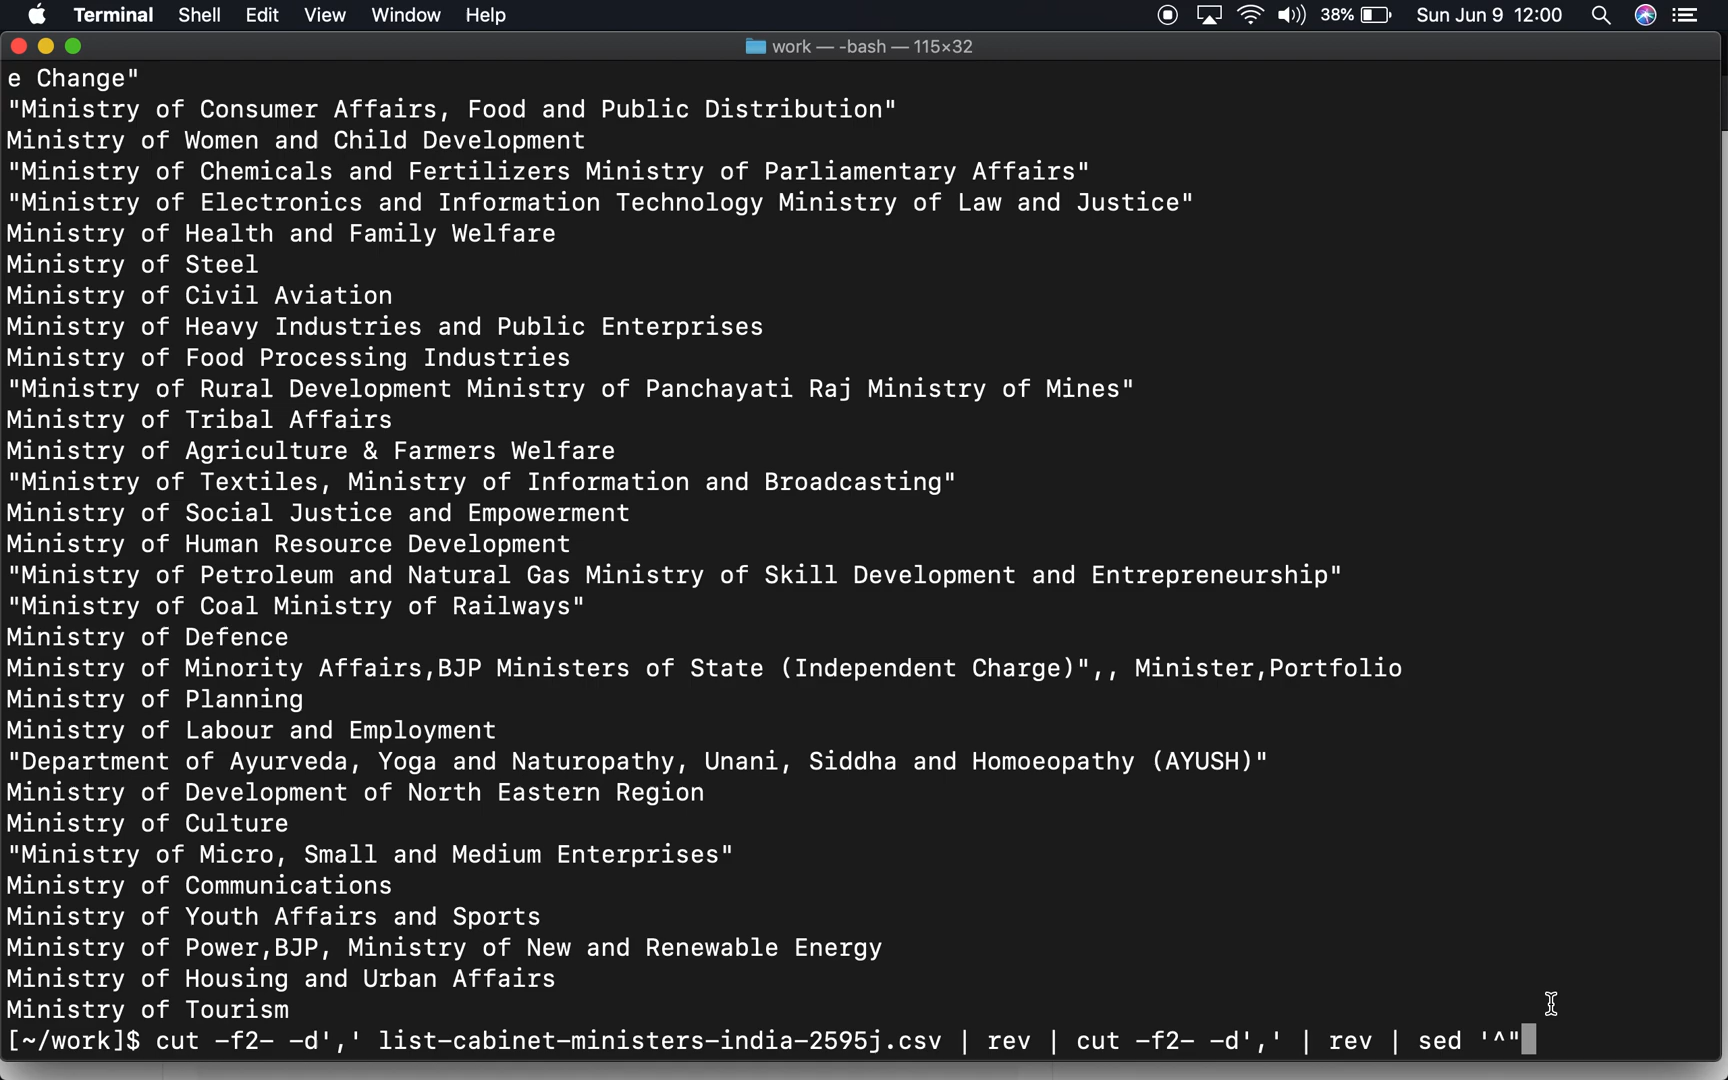 Terminal Shell Edit View Window Help 38% Sun Jun 9 12:00
work — -bash — 115×32
e Change"
"Ministry of Consumer Affairs, Food and Public Distribution"
Ministry of Women and Child Development
"Ministry of Chemicals and Fertilizers Ministry of Parliamentary Affairs"
"Ministry of Electronics and Information Technology Ministry of Law and Justice"
Ministry of Health and Family Welfare
Ministry of Steel
Ministry of Civil Aviation
Ministry of Heavy Industries and Public Enterprises
Ministry of Food Processing Industries
"Ministry of Rural Development Ministry of Panchayati Raj Ministry of Mines"
Ministry of Tribal Affairs
Ministry of Agriculture & Farmers Welfare
"Ministry of Textiles, Ministry of Information and Broadcasting"
Ministry of Social Justice and Empowerment
Ministry of Human Resource Development
"Ministry of Petroleum and Natural Gas Ministry of Skill Development and Entrepreneurship"
"Ministry of Coal Ministry of Railways"
Ministry of Defence
Ministry of Minority Affairs,BJP Ministers of State (Independent Charge)",, Minister,Portfolio
Ministry of Planning
Ministry of Labour and Employment
"Department of Ayurveda, Yoga and Naturopathy, Unani, Siddha and Homoeopathy (AYUSH)"
Ministry of Development of North Eastern Region
Ministry of Culture
"Ministry of Micro, Small and Medium Enterprises"
Ministry of Communications
Ministry of Youth Affairs and Sports
Ministry of Power,BJP, Ministry of New and Renewable Energy
Ministry of Housing and Urban Affairs
Ministry of Tourism
[~/work]$ cut -f2- -d',' list-cabinet-ministers-india-2595j.csv | rev | cut -f2- -d',' | rev | sed '^"